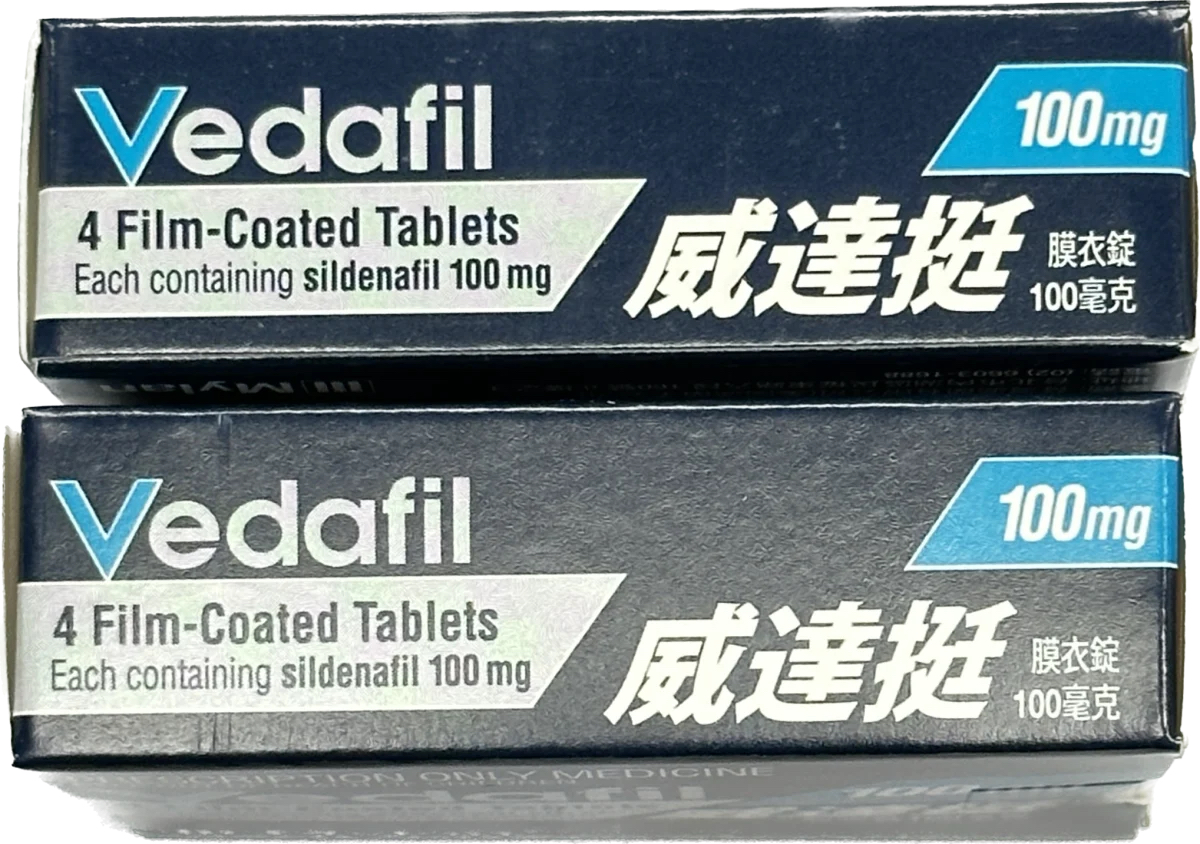 Vedafil
100mg
4 Film-Coated Tablets
Each containing sildenafil 100 mg
威達挺
膜衣錠
100毫克
Mylan
Vedafil
100mg
4 Film-Coated Tablets
Each containing sildenafil 100 mg
威達挺
膜衣錠
100毫克
PRESCRIPTION ONLY MEDICINE
Vedafil